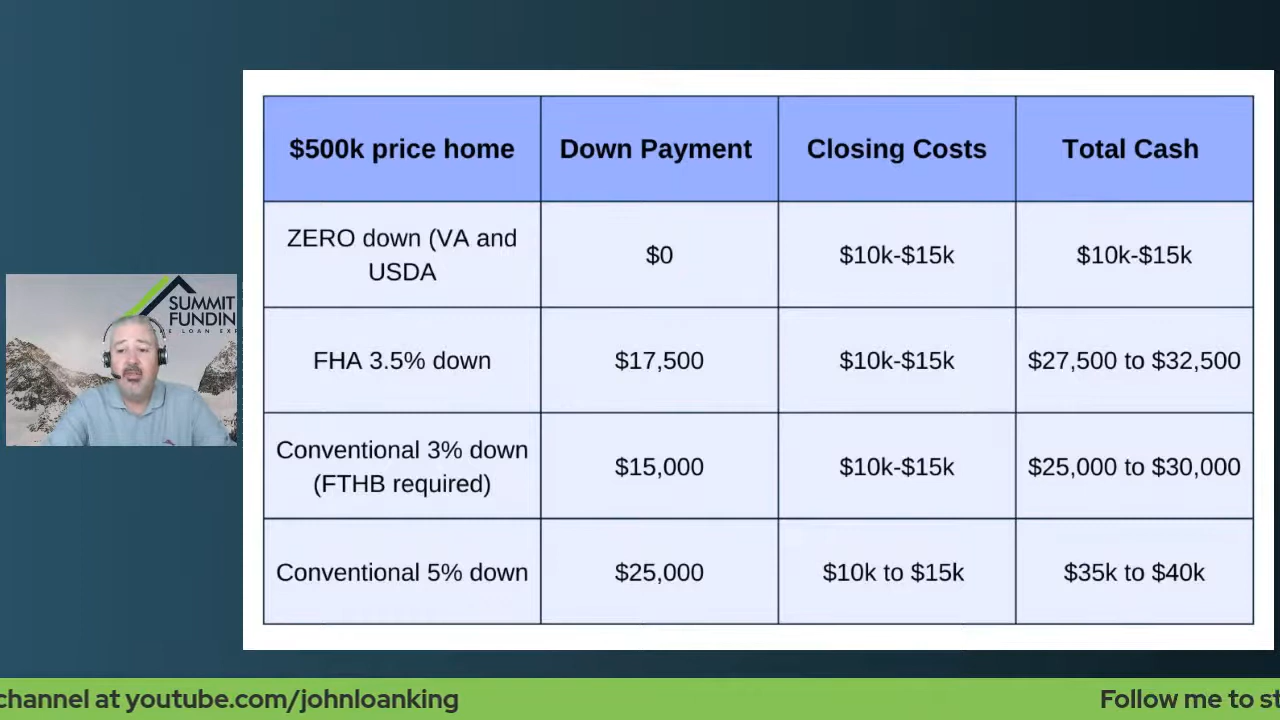 $500k price home
Down Payment
Closing Costs
Total Cash
ZERO down (VA and
USDA
$0
$10k-$15k
$10k-$15k
FHA 3.5% down
$17,500
$10k-$15k
$27,500 to $32,500
Conventional 3% down
(FTHB required)
$15,000
$10k-$15k
$25,000 to $30,000
Conventional 5% down
$25,000
$10k to $15k
$35k to $40k
SUMMIT
FUNDIN
LOAN EXP
channel at youtube.com/johnloanking
Follow me to st